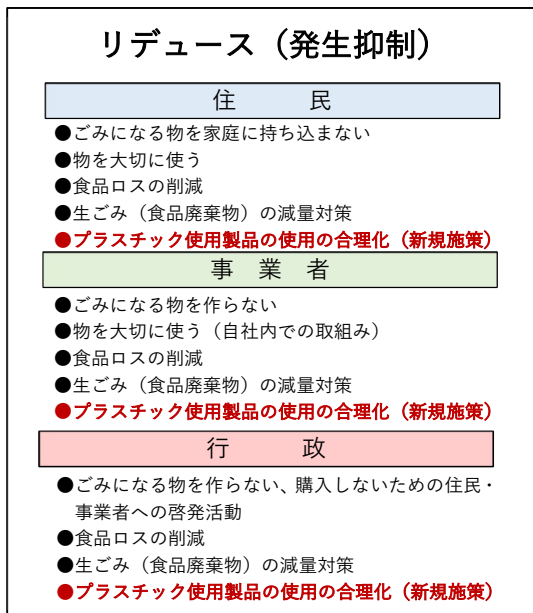 リデュース（発生抑制）
住　　民
●ごみになる物を家庭に持ち込まない
●物を大切に使う
●食品ロスの削減
●生ごみ（食品廃棄物）の減量対策
●プラスチック使用製品の使用の合理化（新規施策）
事　業　者
●ごみになる物を作らない
●物を大切に使う（自社内での取組み）
●食品ロスの削減
●生ごみ（食品廃棄物）の減量対策
●プラスチック使用製品の使用の合理化（新規施策）
行　　政
●ごみになる物を作らない、購入しないための住民・
事業者への啓発活動
●食品ロスの削減
●生ごみ（食品廃棄物）の減量対策
●プラスチック使用製品の使用の合理化（新規施策）